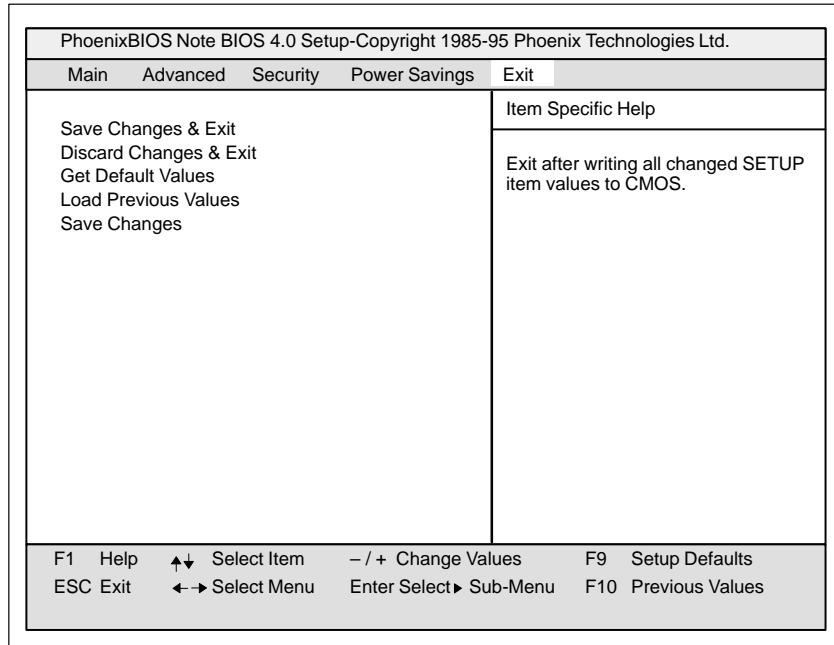 PhoenixBIOS Note BIOS 4.0 Setup-Copyright 1985-95 Phoenix Technologies Ltd.
Main Advanced Security Power Savings Exit
Save Changes & Exit
Discard Changes & Exit
Get Default Values
Load Previous Values
Save Changes
Item Specific Help
Exit after writing all changed SETUP
item values to CMOS.
F1 Help Select Item – / + Change Values F9 Setup Defaults
ESC Exit Select Menu Enter Select Sub-Menu F10 Previous Values